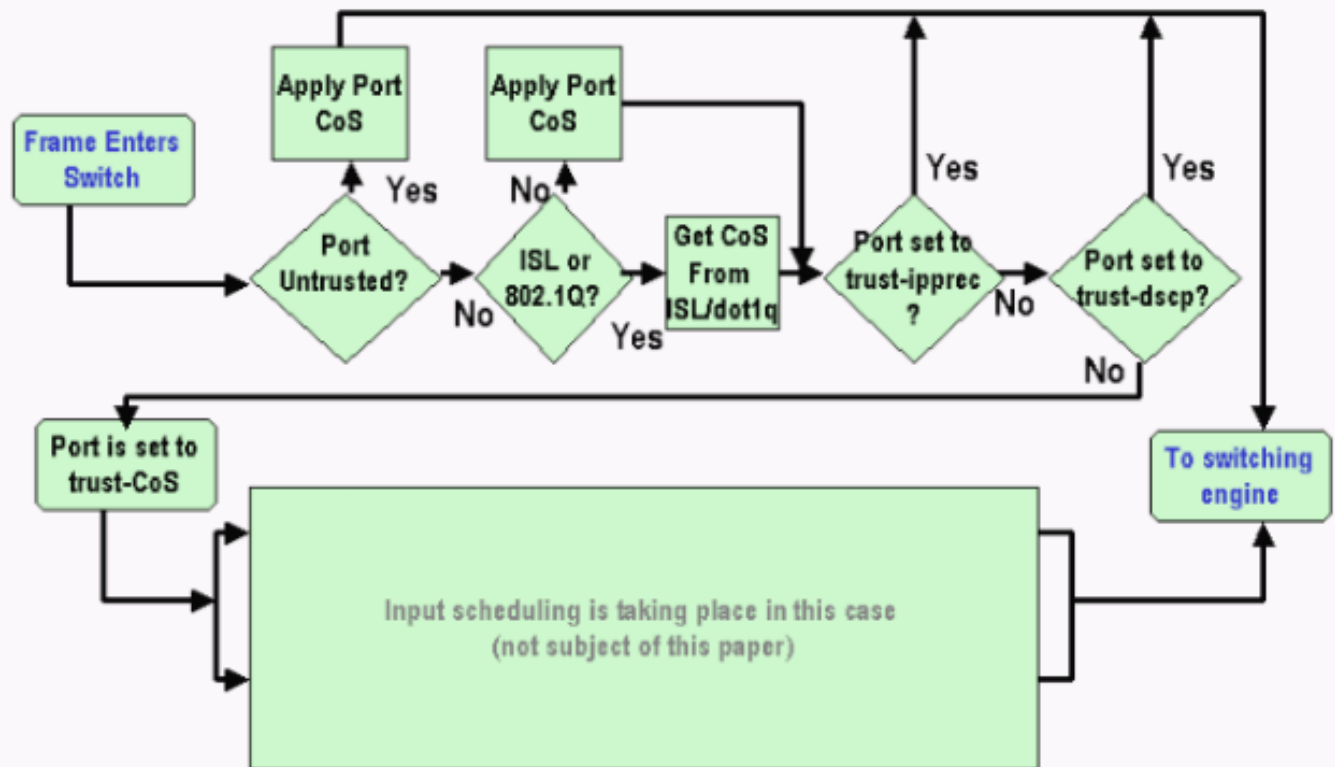 Frame Enters
Switch
Apply Port
CoS
Yes
Port
Untrusted?
No
Apply Port
CoS
No
ISL or
802.1Q?
Yes
Get CoS
From
ISL/dot1q
Port set to
trust-ipprec
?
Yes
No
Port set to
trust-dscp?
Yes
No
Port is set to
trust-CoS
Input scheduling is taking place in this case
(not subject of this paper)
To switching
engine